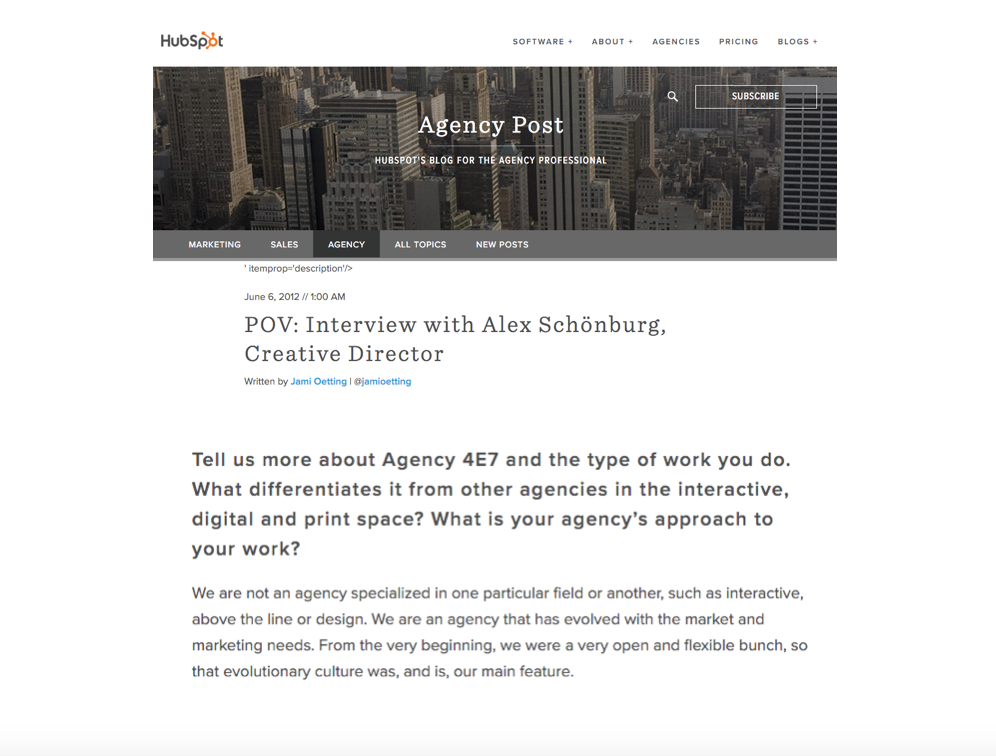 HubSpot
SOFTWARE + ABOUT + AGENCIES PRICING BLOGS +
SUBSCRIBE
Agency Post
HUBSPOT'S BLOG FOR THE AGENCY PROFESSIONAL
MARKETING SALES AGENCY ALL TOPICS NEW POSTS
' itemprop='description'/>
June 6, 2012 // 1:00 AM
POV: Interview with Alex Schönburg,
Creative Director
Written by Jami Oetting | @jamioetting
Tell us more about Agency 4E7 and the type of work you do.
What differentiates it from other agencies in the interactive,
digital and print space? What is your agency’s approach to
your work?
We are not an agency specialized in one particular field or another, such as interactive,
above the line or design. We are an agency that has evolved with the market and
marketing needs. From the very beginning, we were a very open and flexible bunch, so
that evolutionary culture was, and is, our main feature.